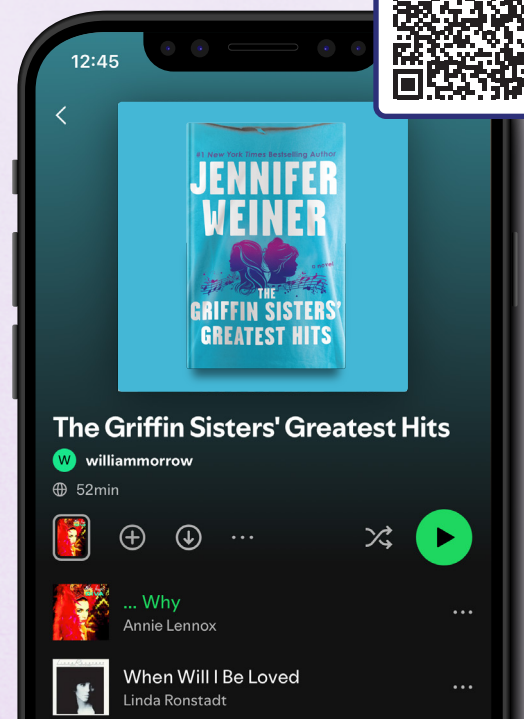 12:45
#1 New York Times Bestselling Author
JENNIFER
WEINER
a novel
THE
GRIFFIN SISTERS'
GREATEST HITS
The Griffin Sisters' Greatest Hits
W williammorrow
52min
... Why
Annie Lennox
When Will I Be Loved
Linda Ronstadt